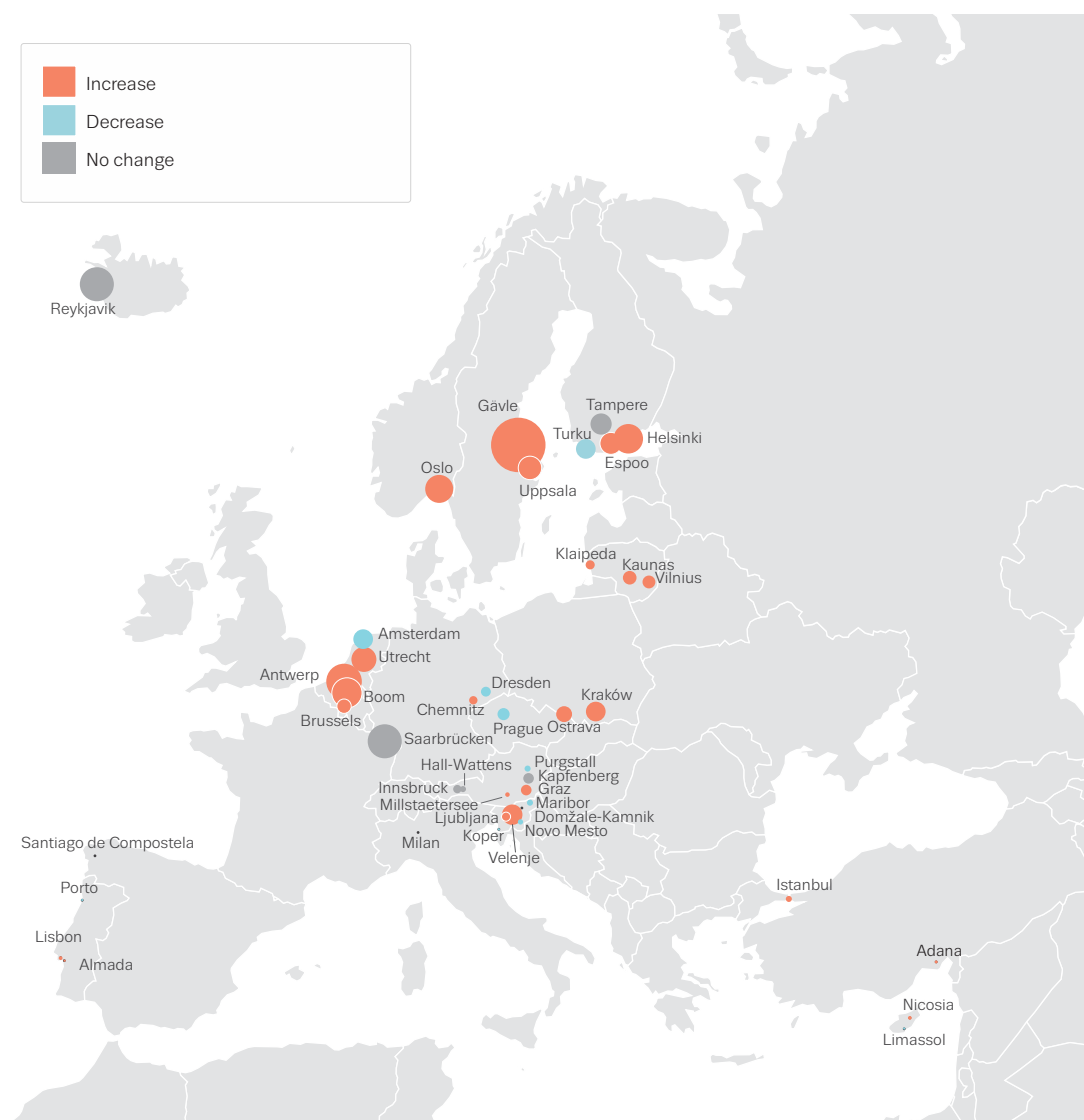 Increase
Decrease
No change
Reykjavik
Gävle
Tampere
Turku
Helsinki
Espoo
Oslo
Uppsala
Klaipeda
Kaunas
Vilnius
Amsterdam
Utrecht
Antwerp
Boom
Brussels
Dresden
Chemnitz
Kraków
Prague
Ostrava
Saarbrücken
Hall-Wattens
Purgstall
Kapfenberg
Innsbruck
Graz
Millstaetersee
Maribor
Ljubljana
Domžale-Kamnik
Novo Mesto
Koper
Milan
Velenje
Santiago de Compostela
Porto
Istanbul
Lisbon
Almada
Adana
Nicosia
Limassol